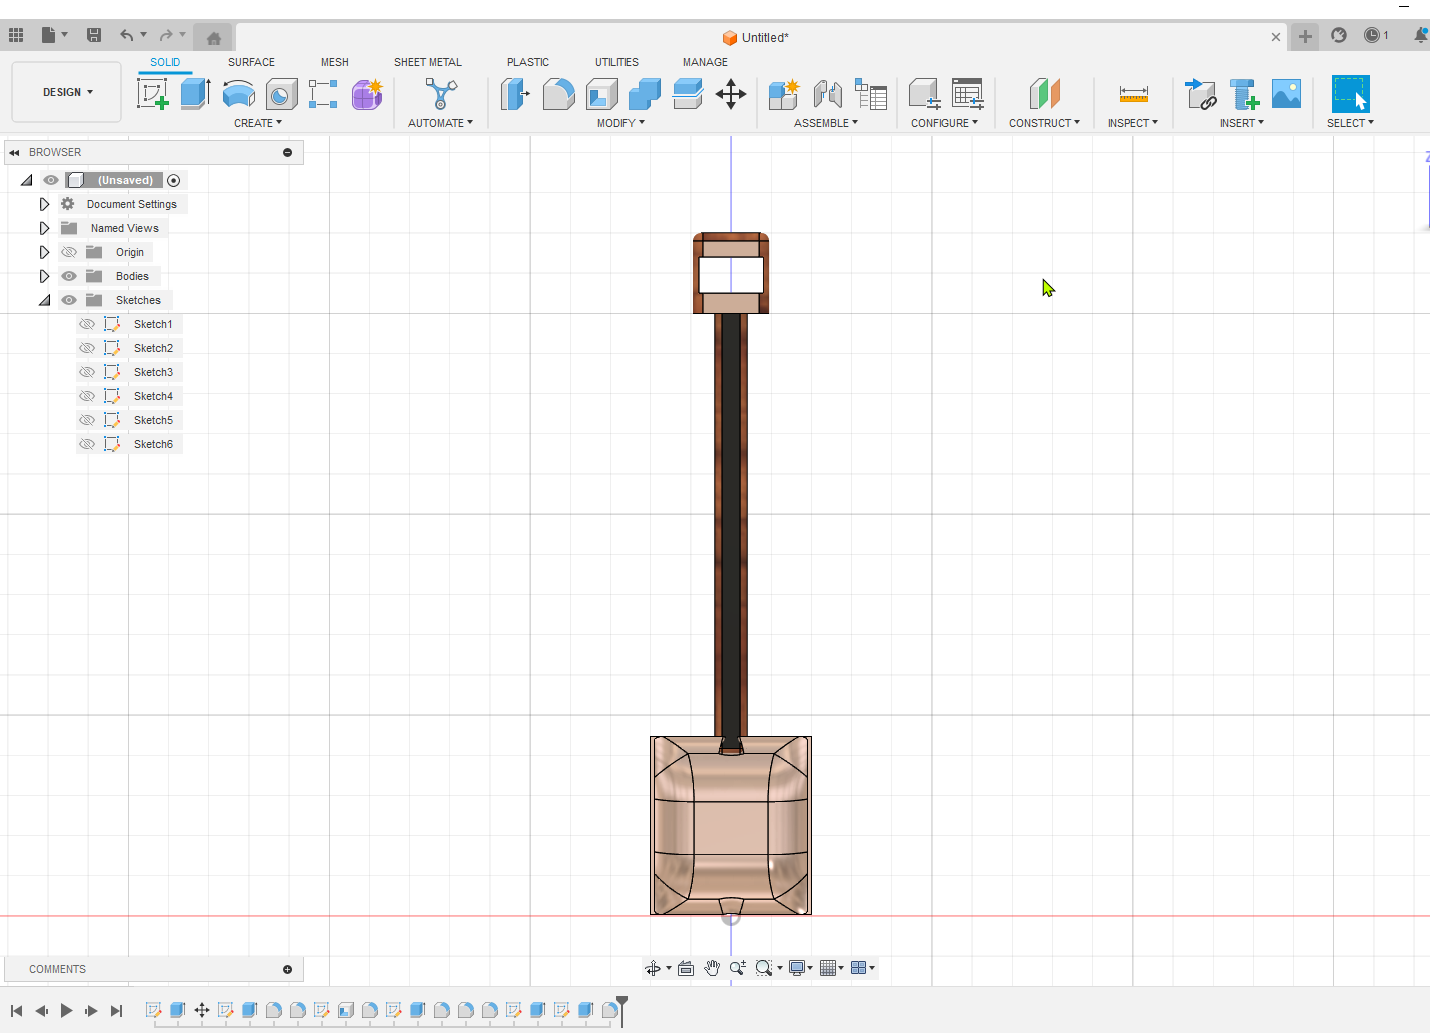 Untitled*
1
SOLID SURFACE MESH SHEET METAL PLASTIC UTILITIES MANAGE
DESIGN
CREATE AUTOMATE MODIFY ASSEMBLE CONFIGURE CONSTRUCT INSPECT INSERT SELECT
BROWSER
(Unsaved)
Document Settings
Named Views
Origin
Bodies
Sketches
Sketch1
Sketch2
Sketch3
Sketch4
Sketch5
Sketch6
COMMENTS